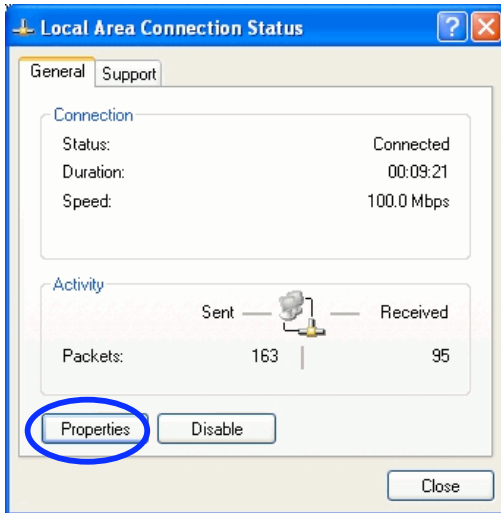 Local Area Connection Status
General Support
Connection
Status: Connected
Duration: 00:09:21
Speed: 100.0 Mbps
Activity
Sent Received
Packets: 163 95
Properties Disable
Close